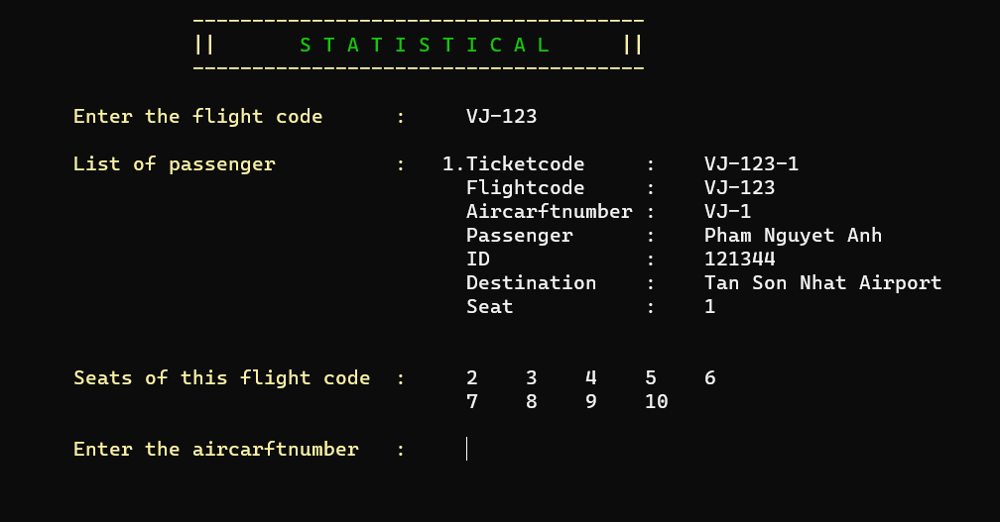 --------------------------------------
||       S T A T I S T I C A L      ||
--------------------------------------
Enter the flight code      :     VJ-123
List of passenger          :   1.Ticketcode     :    VJ-123-1
Flightcode     :    VJ-123
Aircarftnumber :    VJ-1
Passenger      :    Pham Nguyet Anh
ID             :    121344
Destination    :    Tan Son Nhat Airport
Seat           :    1
Seats of this flight code  :     2    3    4    5    6
7    8    9    10
Enter the aircarftnumber   :